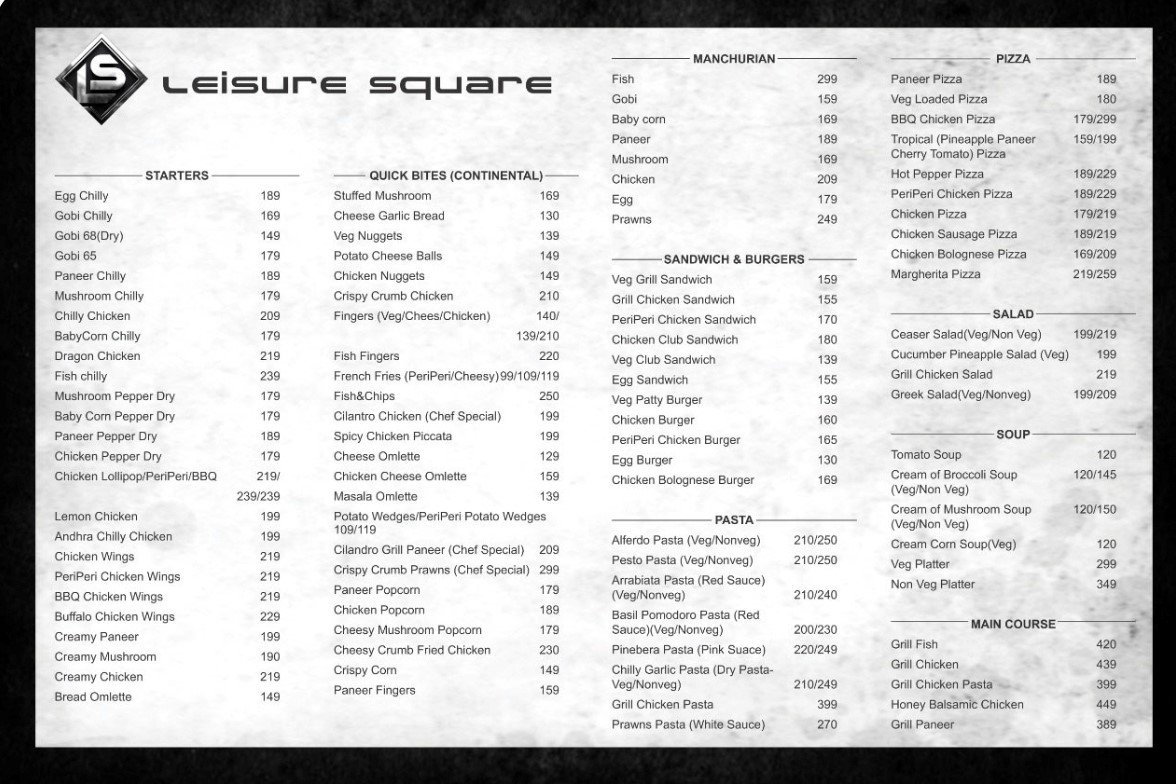 LS
Leisure square
STARTERS
Egg Chilly 189
Gobi Chilly 169
Gobi 68(Dry) 149
Gobi 65 179
Paneer Chilly 189
Mushroom Chilly 179
Chilly Chicken 209
BabyCorn Chilly 179
Dragon Chicken 219
Fish chilly 239
Mushroom Pepper Dry 179
Baby Corn Pepper Dry 179
Paneer Pepper Dry 189
Chicken Pepper Dry 179
Chicken Lollipop/PeriPeri/BBQ 219/
239/239
Lemon Chicken 199
Andhra Chilly Chicken 199
Chicken Wings 219
PeriPeri Chicken Wings 219
BBQ Chicken Wings 219
Buffalo Chicken Wings 229
Creamy Paneer 199
Creamy Mushroom 190
Creamy Chicken 219
Bread Omlette 149
QUICK BITES (CONTINENTAL)
Stuffed Mushroom 169
Cheese Garlic Bread 130
Veg Nuggets 139
Potato Cheese Balls 149
Chicken Nuggets 149
Crispy Crumb Chicken 210
Fingers (Veg/Chees/Chicken) 140/
139/210
Fish Fingers 220
French Fries (PeriPeri/Cheesy)99/109/119
Fish&Chips 250
Cilantro Chicken (Chef Special) 199
Spicy Chicken Piccata 199
Cheese Omlette 129
Chicken Cheese Omlette 159
Masala Omlette 139
Potato Wedges/PeriPeri Potato Wedges
109/119
Cilandro Grill Paneer (Chef Special) 209
Crispy Crumb Prawns (Chef Special) 299
Paneer Popcorn 179
Chicken Popcorn 189
Cheesy Mushroom Popcorn 179
Cheesy Crumb Fried Chicken 230
Crispy Corn 149
Paneer Fingers 159
MANCHURIAN
Fish 299
Gobi 159
Baby corn 169
Paneer 189
Mushroom 169
Chicken 209
Egg 179
Prawns 249
SANDWICH & BURGERS
Veg Grill Sandwich 159
Grill Chicken Sandwich 155
PeriPeri Chicken Sandwich 170
Chicken Club Sandwich 180
Veg Club Sandwich 139
Egg Sandwich 155
Veg Patty Burger 139
Chicken Burger 160
PeriPeri Chicken Burger 165
Egg Burger 130
Chicken Bolognese Burger 169
PASTA
Alferdo Pasta (Veg/Nonveg) 210/250
Pesto Pasta (Veg/Nonveg) 210/250
Arrabiata Pasta (Red Sauce)
(Veg/Nonveg) 210/240
Basil Pomodoro Pasta (Red
Sauce)(Veg/Nonveg) 200/230
Pinebera Pasta (Pink Suace) 220/249
Chilly Garlic Pasta (Dry Pasta-
Veg/Nonveg) 210/249
Grill Chicken Pasta 399
Prawns Pasta (White Sauce) 270
PIZZA
Paneer Pizza 189
Veg Loaded Pizza 180
BBQ Chicken Pizza 179/299
Tropical (Pineapple Paneer 159/199
Cherry Tomato) Pizza
Hot Pepper Pizza 189/229
PeriPeri Chicken Pizza 189/229
Chicken Pizza 179/219
Chicken Sausage Pizza 189/219
Chicken Bolognese Pizza 169/209
Margherita Pizza 219/259
SALAD
Ceaser Salad(Veg/Non Veg) 199/219
Cucumber Pineapple Salad (Veg) 199
Grill Chicken Salad 219
Greek Salad(Veg/Nonveg) 199/209
SOUP
Tomato Soup 120
Cream of Broccoli Soup 120/145
(Veg/Non Veg)
Cream of Mushroom Soup 120/150
(Veg/Non Veg)
Cream Corn Soup(Veg) 120
Veg Platter 299
Non Veg Platter 349
MAIN COURSE
Grill Fish 420
Grill Chicken 439
Grill Chicken Pasta 399
Honey Balsamic Chicken 449
Grill Paneer 389